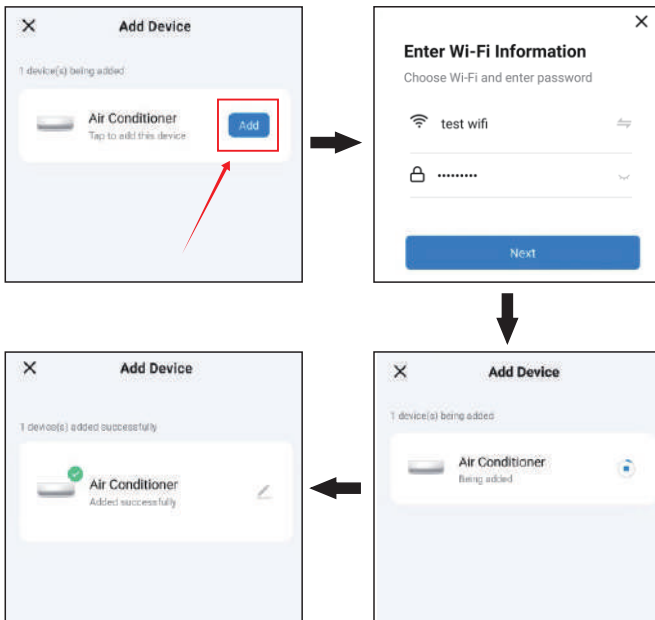 Add Device
1 device(s) being added
Air Conditioner
Tap to add this device
Add
Enter Wi-Fi Information
Choose Wi-Fi and enter password
test wifi
•••••••••
Next
Add Device
1 device(s) being added
Air Conditioner
Being added
Add Device
1 device(s) added successfully
Air Conditioner
Added successfully